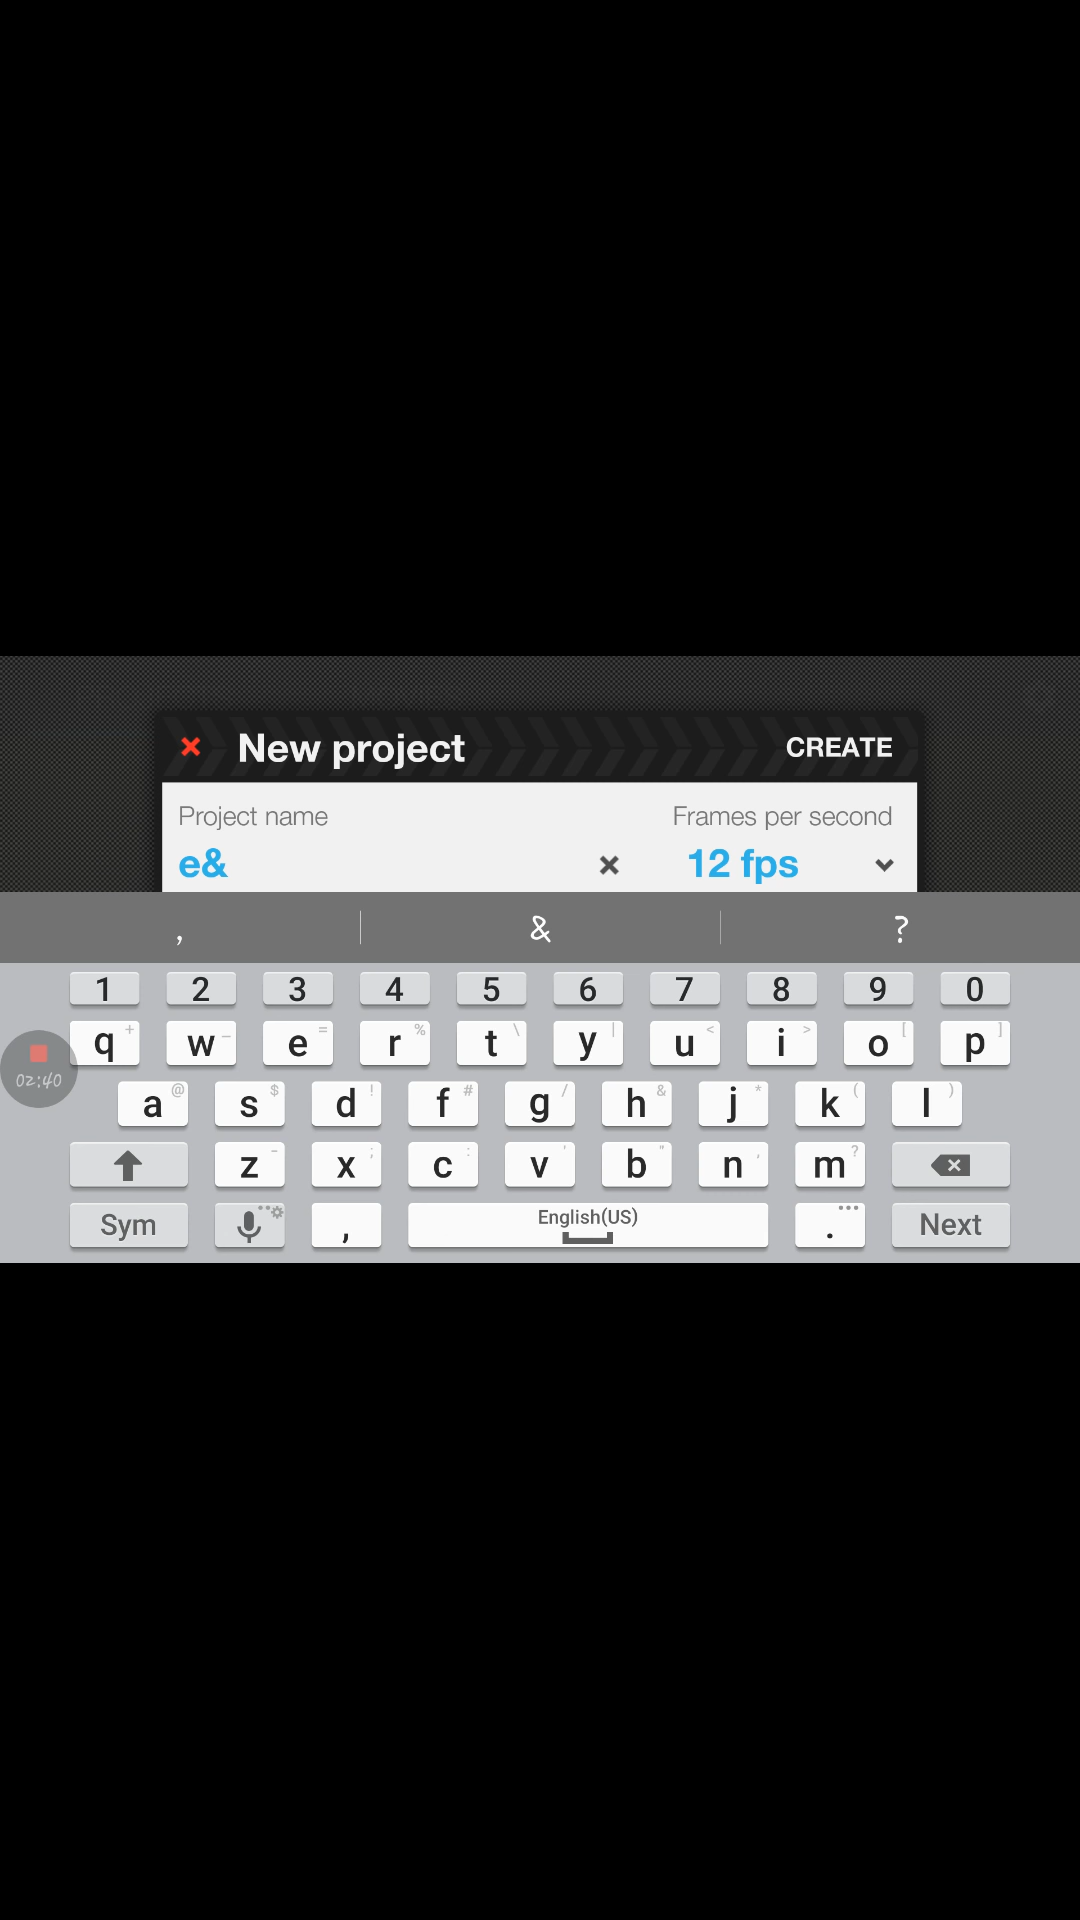 New project
CREATE
Project name
Frames per second
e&
12 fps
, & ?
1 2 3 4 5 6 7 8 9 0
q + w _ e = r % t \ y | u < i > o [ p ]
02:40
a @ s $ d ! f # g / h & j * k ( l )
z - x ; c : v ' b " n , m ?
Sym , English(US) . Next